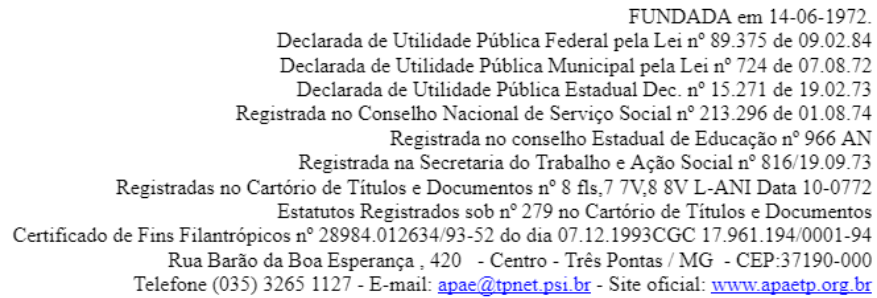 FUNDADA em 14-06-1972.
Declarada de Utilidade Pública Federal pela Lei nº 89.375 de 09.02.84
Declarada de Utilidade Pública Municipal pela Lei nº 724 de 07.08.72
Declarada de Utilidade Pública Estadual Dec. nº 15.271 de 19.02.73
Registrada no Conselho Nacional de Serviço Social nº 213.296 de 01.08.74
Registrada no conselho Estadual de Educação nº 966 AN
Registrada na Secretaria do Trabalho e Ação Social nº 816/19.09.73
Registradas no Cartório de Títulos e Documentos nº 8 fls,7 7V,8 8V L-ANI Data 10-0772
Estatutos Registrados sob nº 279 no Cartório de Títulos e Documentos
Certificado de Fins Filantrópicos nº 28984.012634/93-52 do dia 07.12.1993CGC 17.961.194/0001-94
Rua Barão da Boa Esperança , 420 - Centro - Três Pontas / MG - CEP:37190-000
Telefone (035) 3265 1127 - E-mail: apae@tpnet.psi.br - Site oficial: www.apaetp.org.br